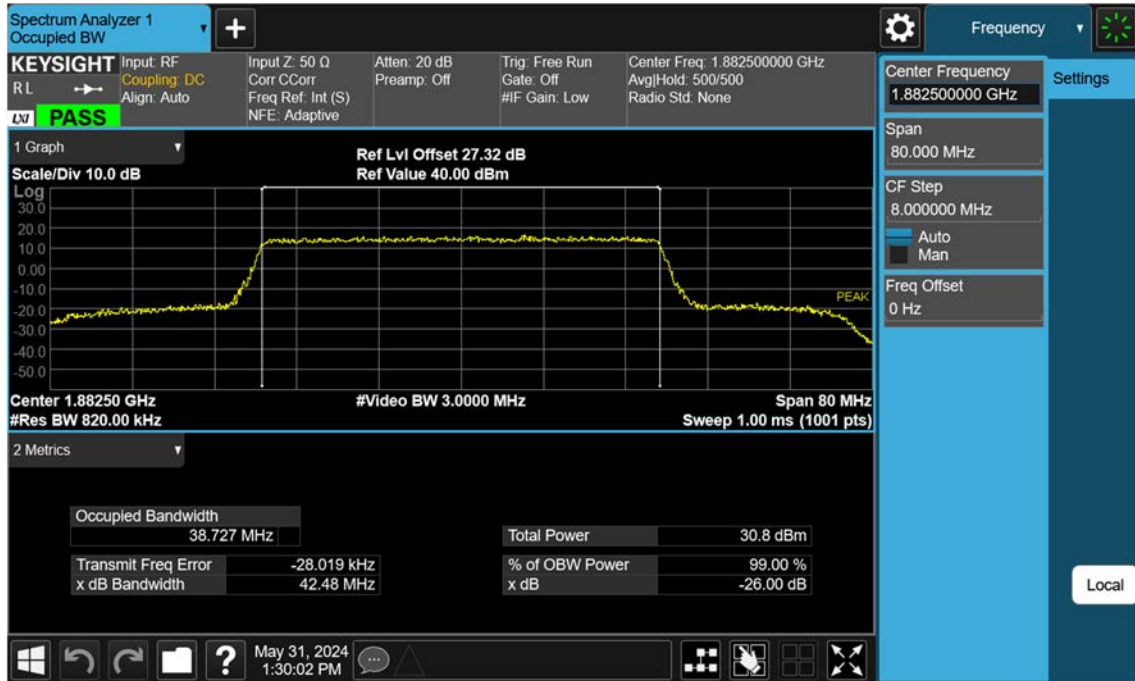 Spectrum Analyzer 1
Occupied BW
Frequency
KEYSIGHT
R L
LXI PASS
Input: RF
Coupling: DC
Align: Auto
Input Z: 50 Ω
Corr CCorr
Freq Ref: Int (S)
NFE: Adaptive
Atten: 20 dB
Preamp: Off
Trig: Free Run
Gate: Off
#IF Gain: Low
Center Freq: 1.882500000 GHz
Avg|Hold: 500/500
Radio Std: None
Center Frequency
1.882500000 GHz
Settings
Span
80.000 MHz
CF Step
8.000000 MHz
Auto
Man
Freq Offset
0 Hz
Local
1 Graph
Scale/Div 10.0 dB
Ref Lvl Offset 27.32 dB
Ref Value 40.00 dBm
Log
30.0
20.0
10.0
0.00
-10.0
-20.0
-30.0
-40.0
-50.0
PEAK
Center 1.88250 GHz
#Video BW 3.0000 MHz
Span 80 MHz
#Res BW 820.00 kHz
Sweep 1.00 ms (1001 pts)
2 Metrics
Occupied Bandwidth
38.727 MHz
Total Power 30.8 dBm
Transmit Freq Error -28.019 kHz
% of OBW Power 99.00 %
x dB Bandwidth 42.48 MHz
x dB -26.00 dB
?
May 31, 2024
1:30:02 PM